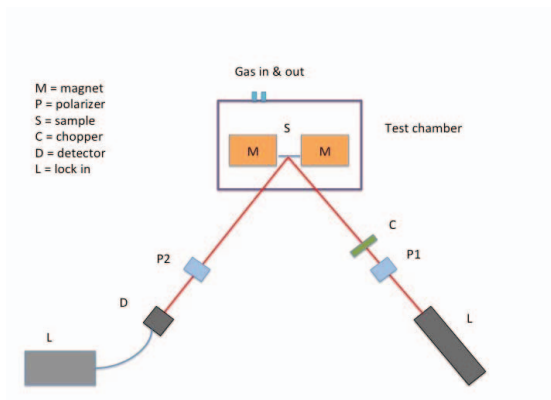 Gas in & out
M = magnet
P = polarizer
S = sample
C = chopper
D = detector
L = lock in
S
Test chamber
M
M
C
P2
P1
D
L
L